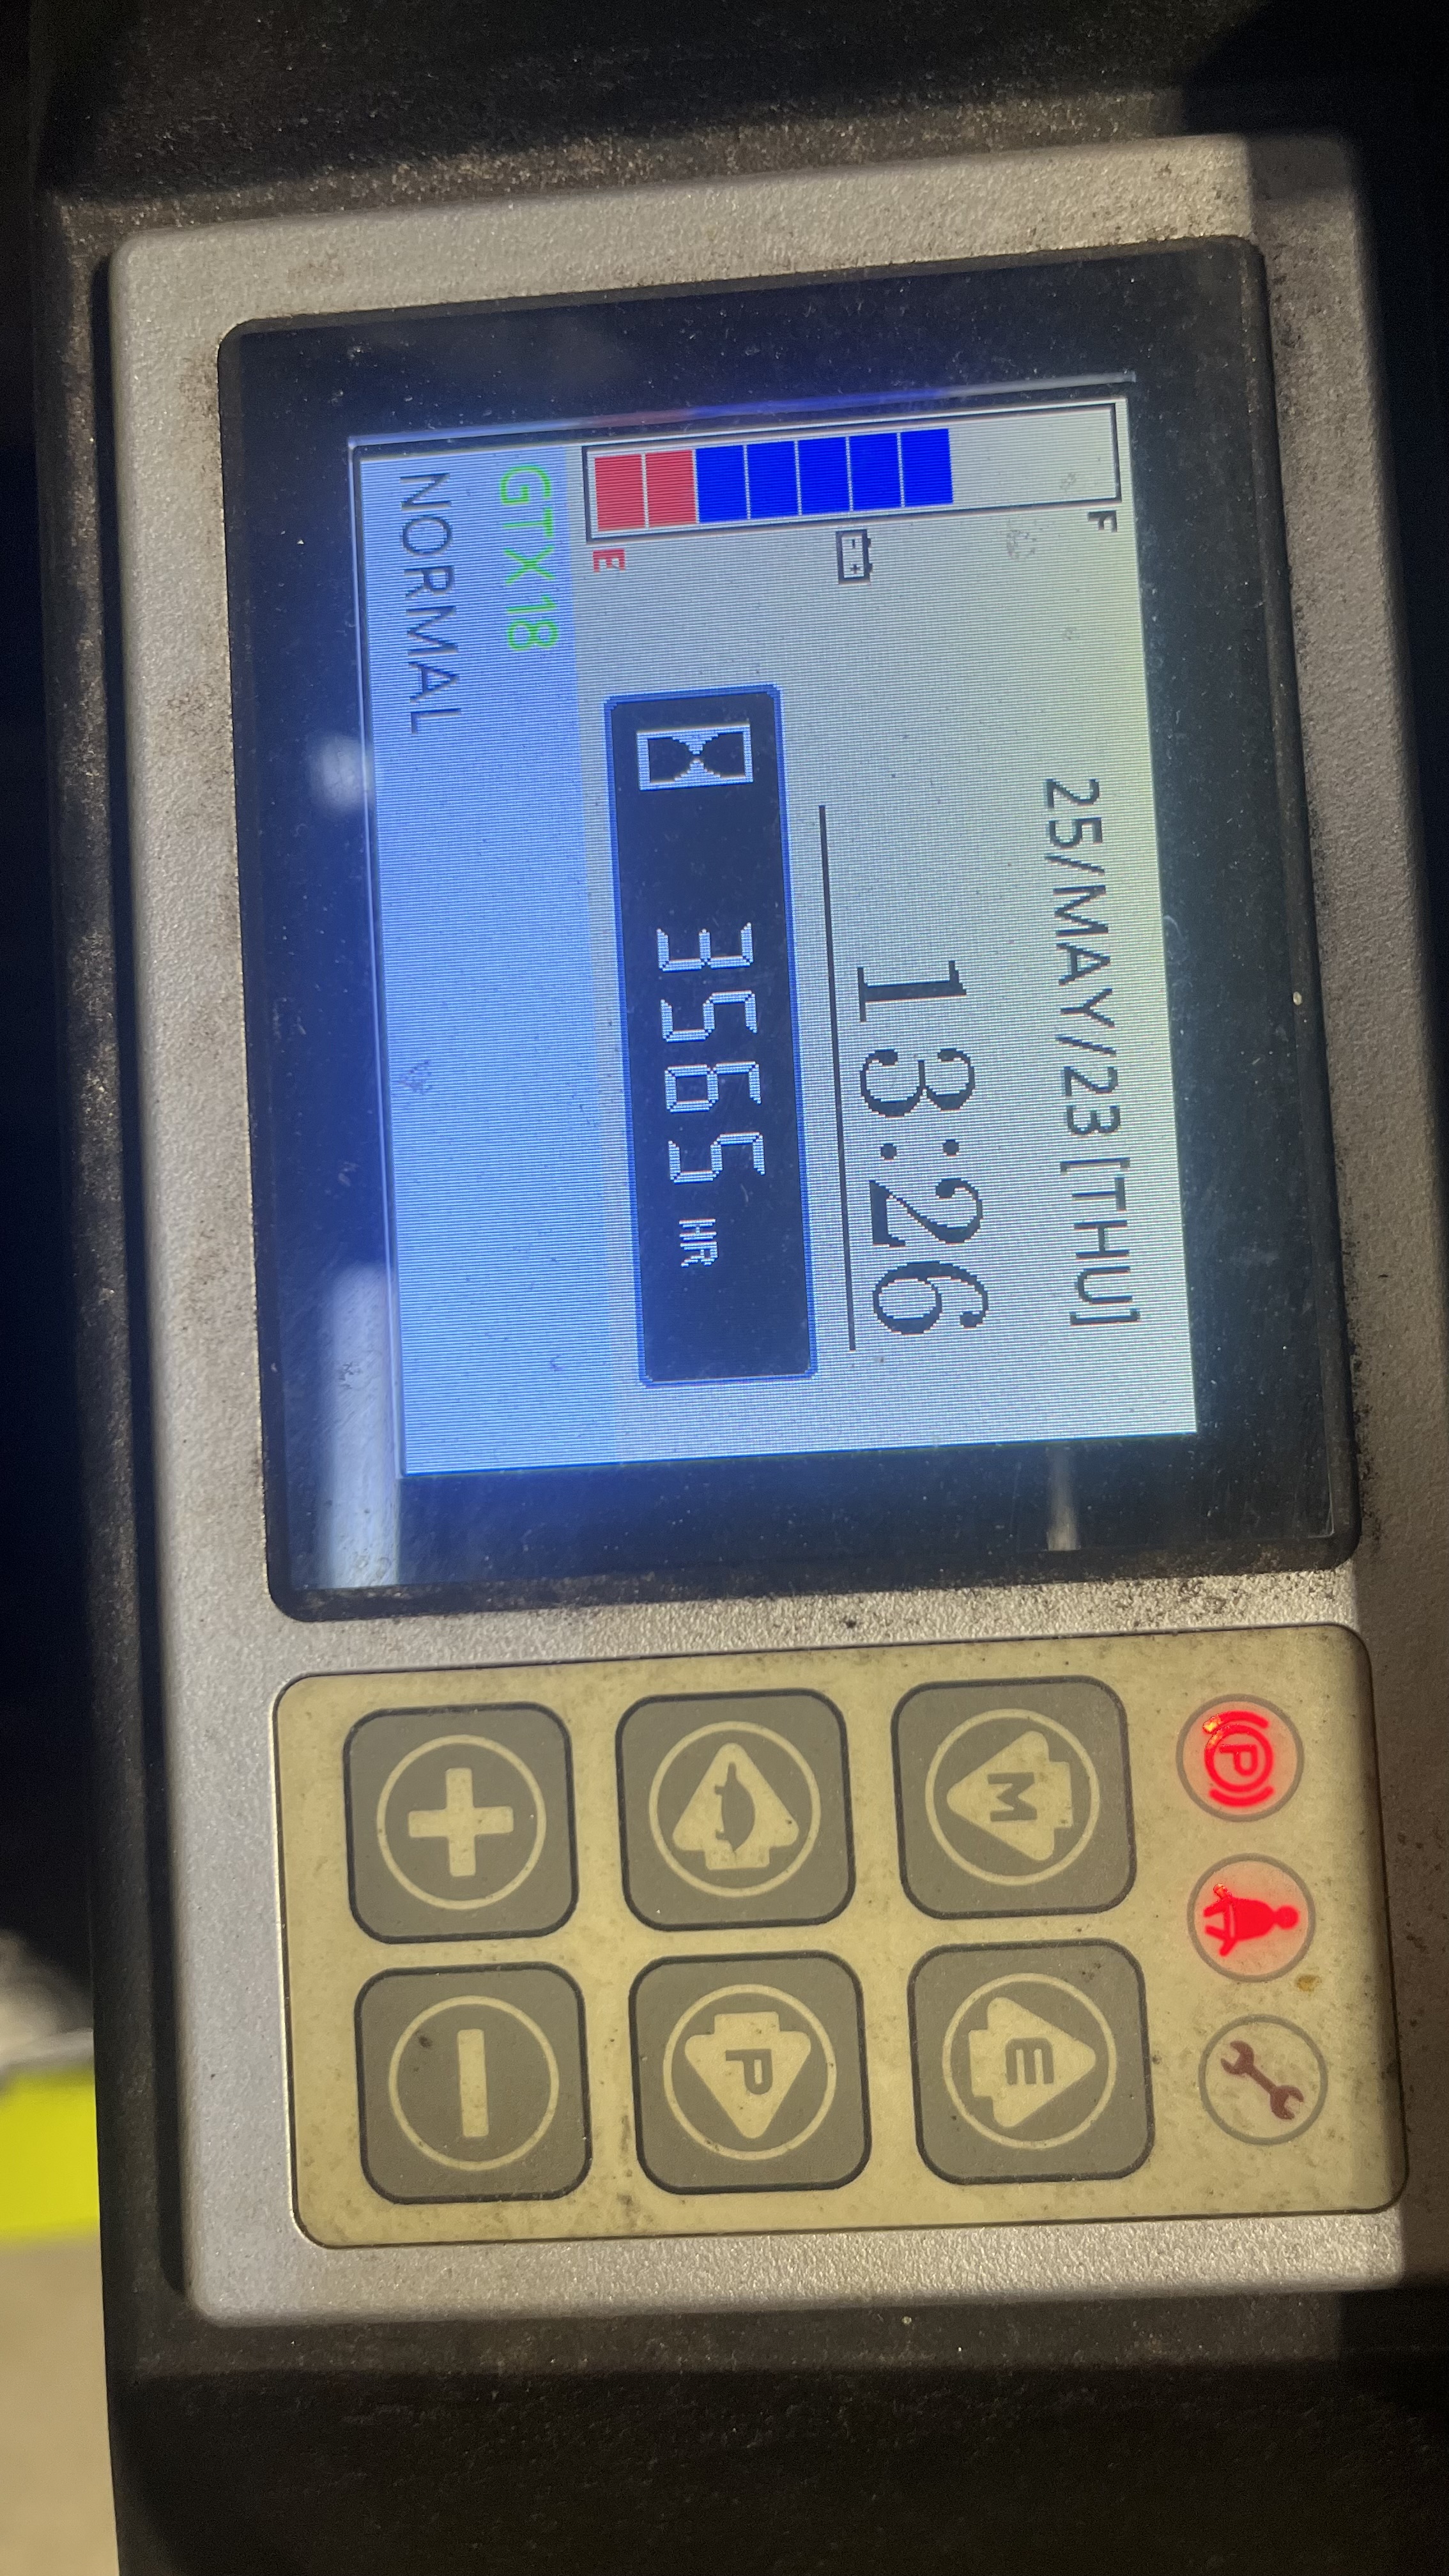 25/MAY/23[THU]
F
13:26
- +
E
3565 HR
GTX18
NORMAL
(P)
M
E
P
+
-